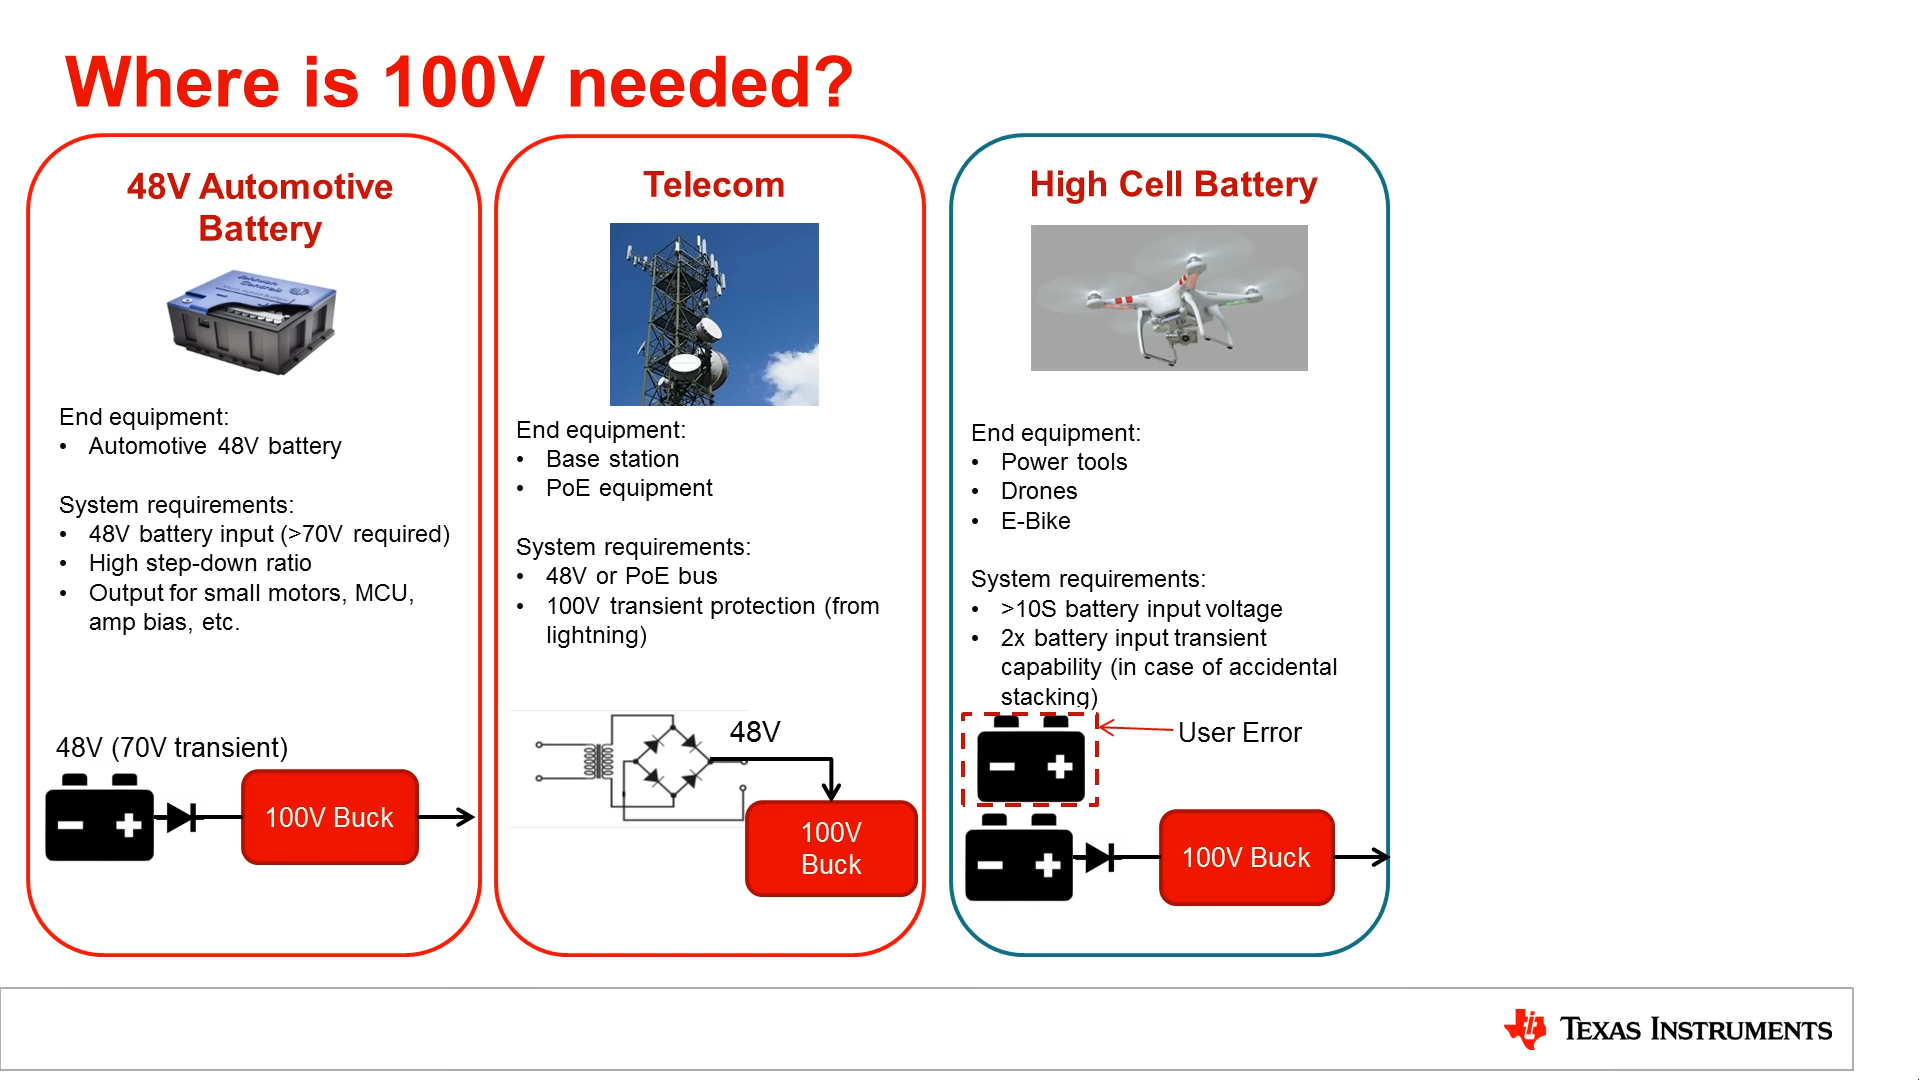 Where is 100V needed?
48V Automotive
Battery
End equipment:
• Automotive 48V battery
System requirements:
• 48V battery input (>70V required)
• High step-down ratio
• Output for small motors, MCU,
amp bias, etc.
48V (70V transient)
100V Buck
Telecom
End equipment:
• Base station
• PoE equipment
System requirements:
• 48V or PoE bus
• 100V transient protection (from
lightning)
48V
100V
Buck
High Cell Battery
End equipment:
• Power tools
• Drones
• E-Bike
System requirements:
• >10S battery input voltage
• 2x battery input transient
capability (in case of accidental
stacking)
User Error
100V Buck
TEXAS INSTRUMENTS